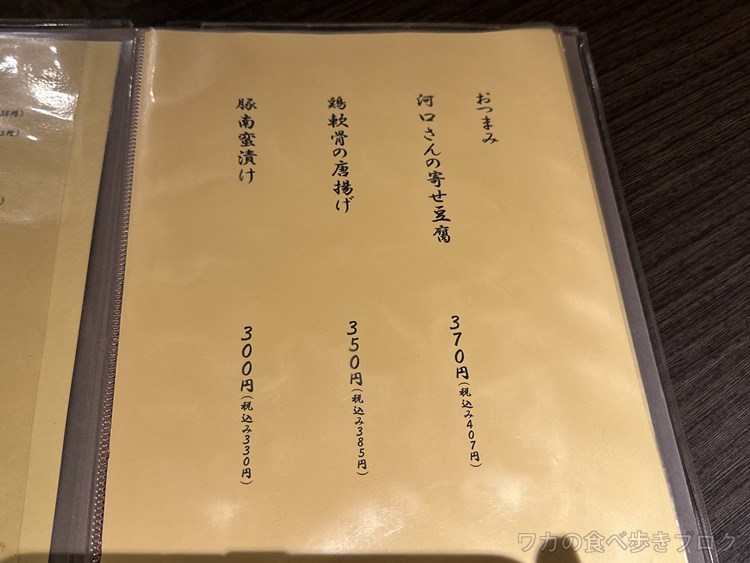 おつまみ
河口さんの寄せ豆腐
370円(税込み407円)
鶏軟骨の唐揚げ
350円(税込み385円)
豚南蛮漬け
300円(税込み330円)
ワカの食べ歩きブログ